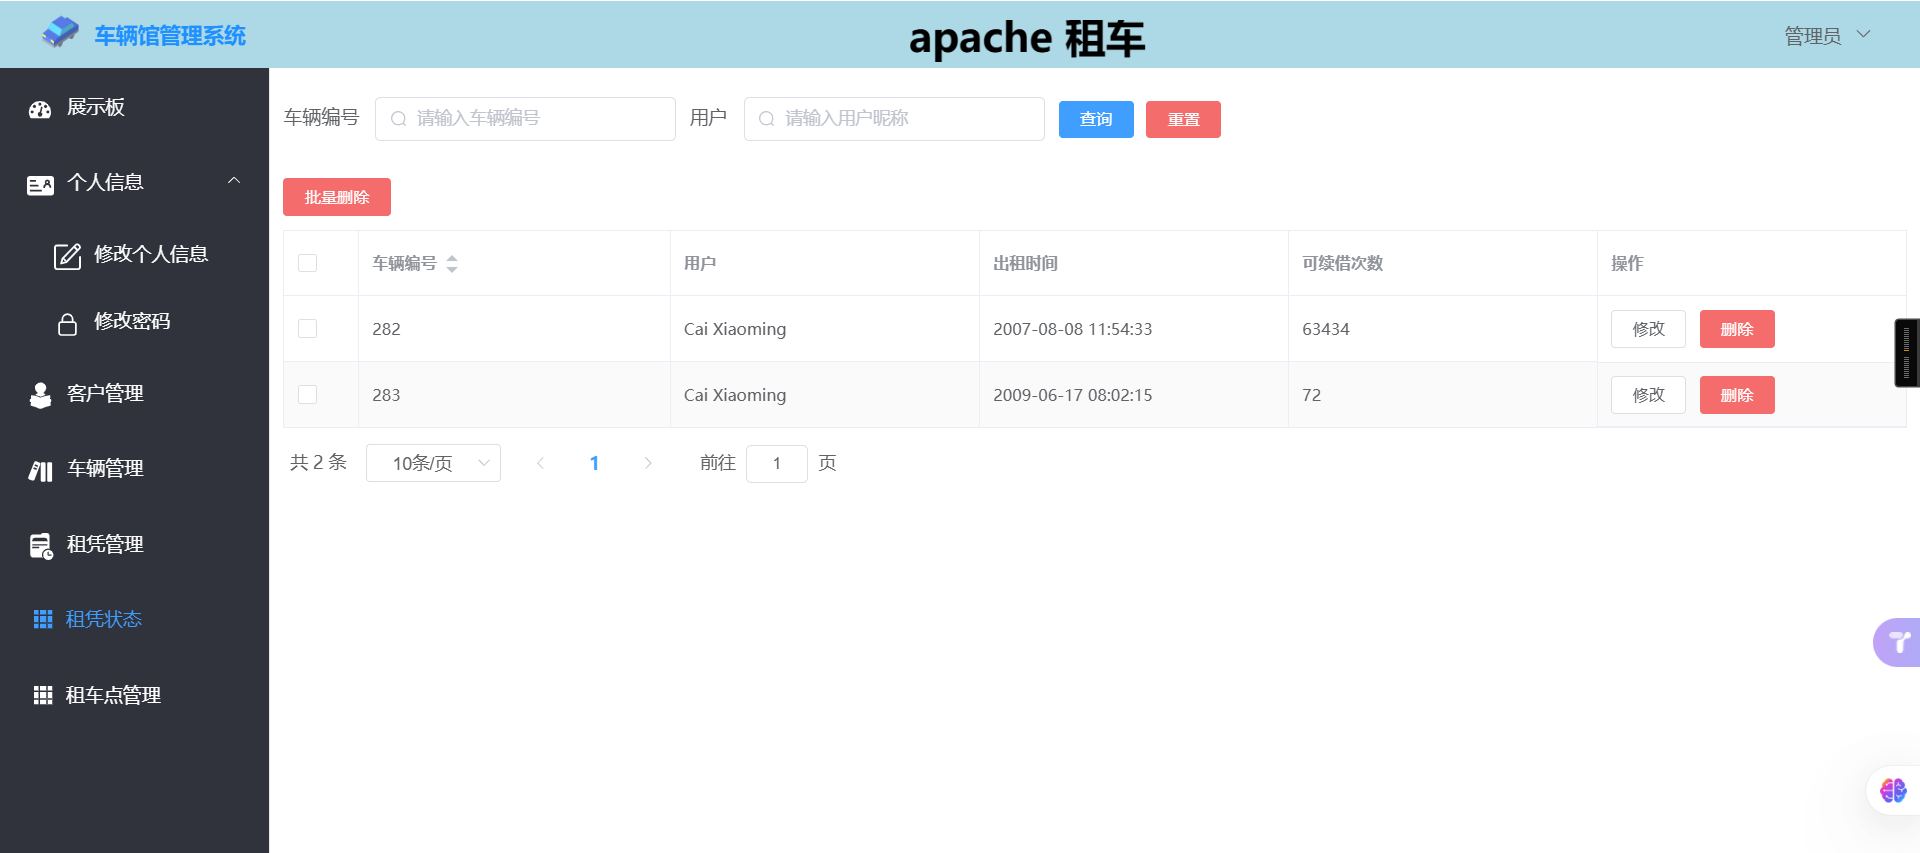 车辆馆管理系统
apache 租车
管理员
展示板
个人信息
修改个人信息
修改密码
客户管理
车辆管理
租凭管理
租凭状态
租车点管理
车辆编号 请输入车辆编号 用户 请输入用户昵称 查询 重置
批量删除
车辆编号 用户 出租时间 可续借次数 操作
282 Cai Xiaoming 2007-08-08 11:54:33 63434 修改 删除
283 Cai Xiaoming 2009-06-17 08:02:15 72 修改 删除
共 2 条 10条/页 1 前往 1 页